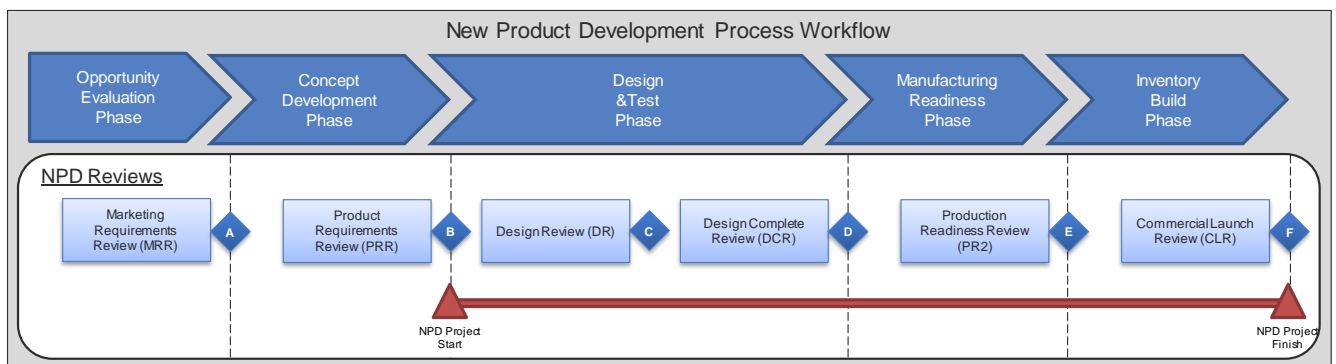 New Product Development Process Workflow
Opportunity
Evaluation
Phase
Concept
Development
Phase
Design
&Test
Phase
Manufacturing
Readiness
Phase
Inventory
Build
Phase
NPD Reviews
Marketing
Requirements
Review (MRR)
A
Product
Requirements
Review (PRR)
B
Design Review (DR)
C
Design Complete
Review (DCR)
D
Production
Readiness Review
(PR2)
E
Commercial Launch
Review (CLR)
F
NPD Project
Start
NPD Project
Finish